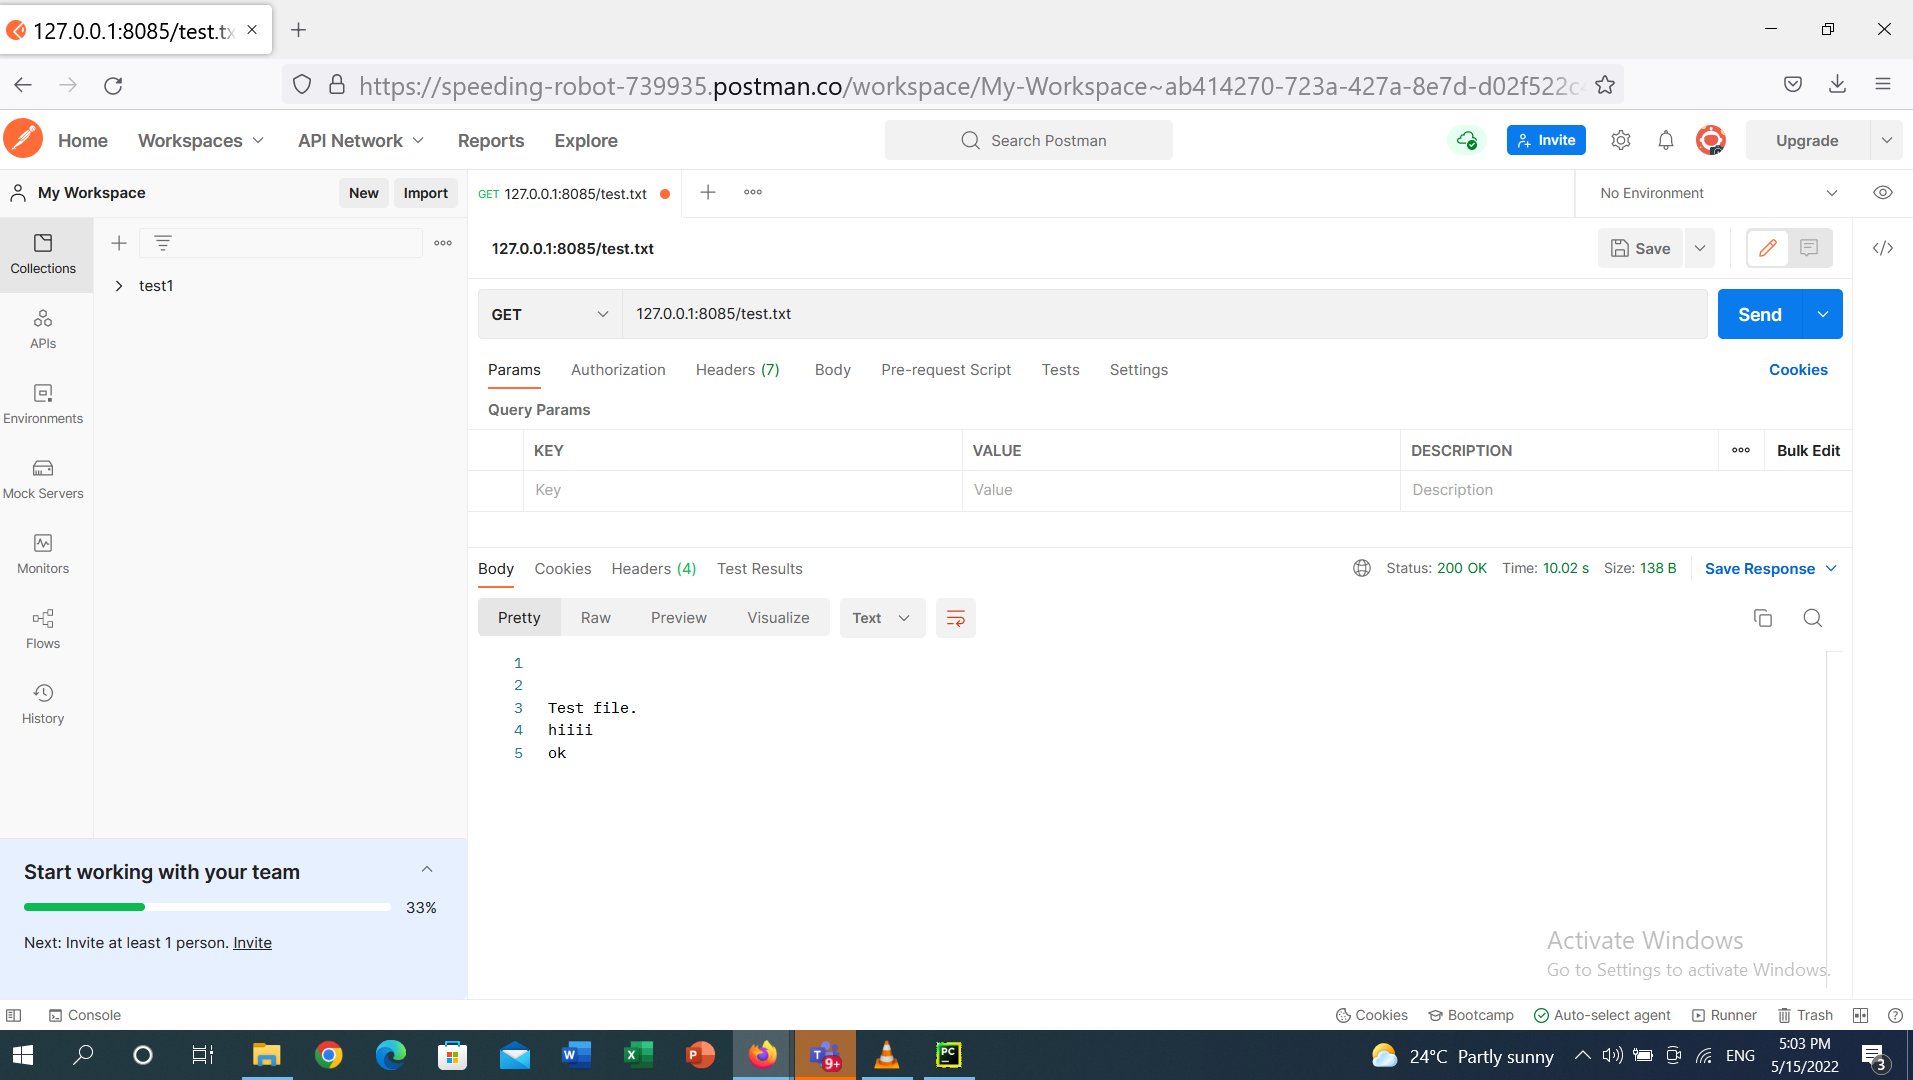 127.0.0.1:8085/test.tx
https://speeding-robot-739935.postman.co/workspace/My-Workspace~ab414270-723a-427a-8e7d-d02f522c
Home Workspaces API Network Reports Explore Search Postman Invite Upgrade
My Workspace New Import GET 127.0.0.1:8085/test.txt No Environment
127.0.0.1:8085/test.txt Save
Collections
test1
GET 127.0.0.1:8085/test.txt Send
APIs
Params Authorization Headers (7) Body Pre-request Script Tests Settings Cookies
Environments
Query Params
KEY VALUE DESCRIPTION Bulk Edit
Mock Servers
Key Value Description
Monitors
Body Cookies Headers (4) Test Results Status: 200 OK Time: 10.02 s Size: 138 B Save Response
Flows
Pretty Raw Preview Visualize Text
History
1
2
3 Test file.
4 hiiii
5 ok
Start working with your team
33%
Next: Invite at least 1 person. Invite
Activate Windows
Go to Settings to activate Windows.
Console Cookies Bootcamp Auto-select agent Runner Trash
24°C Partly sunny ENG 5:03 PM
5/15/2022
W X P T 9+ PC 3